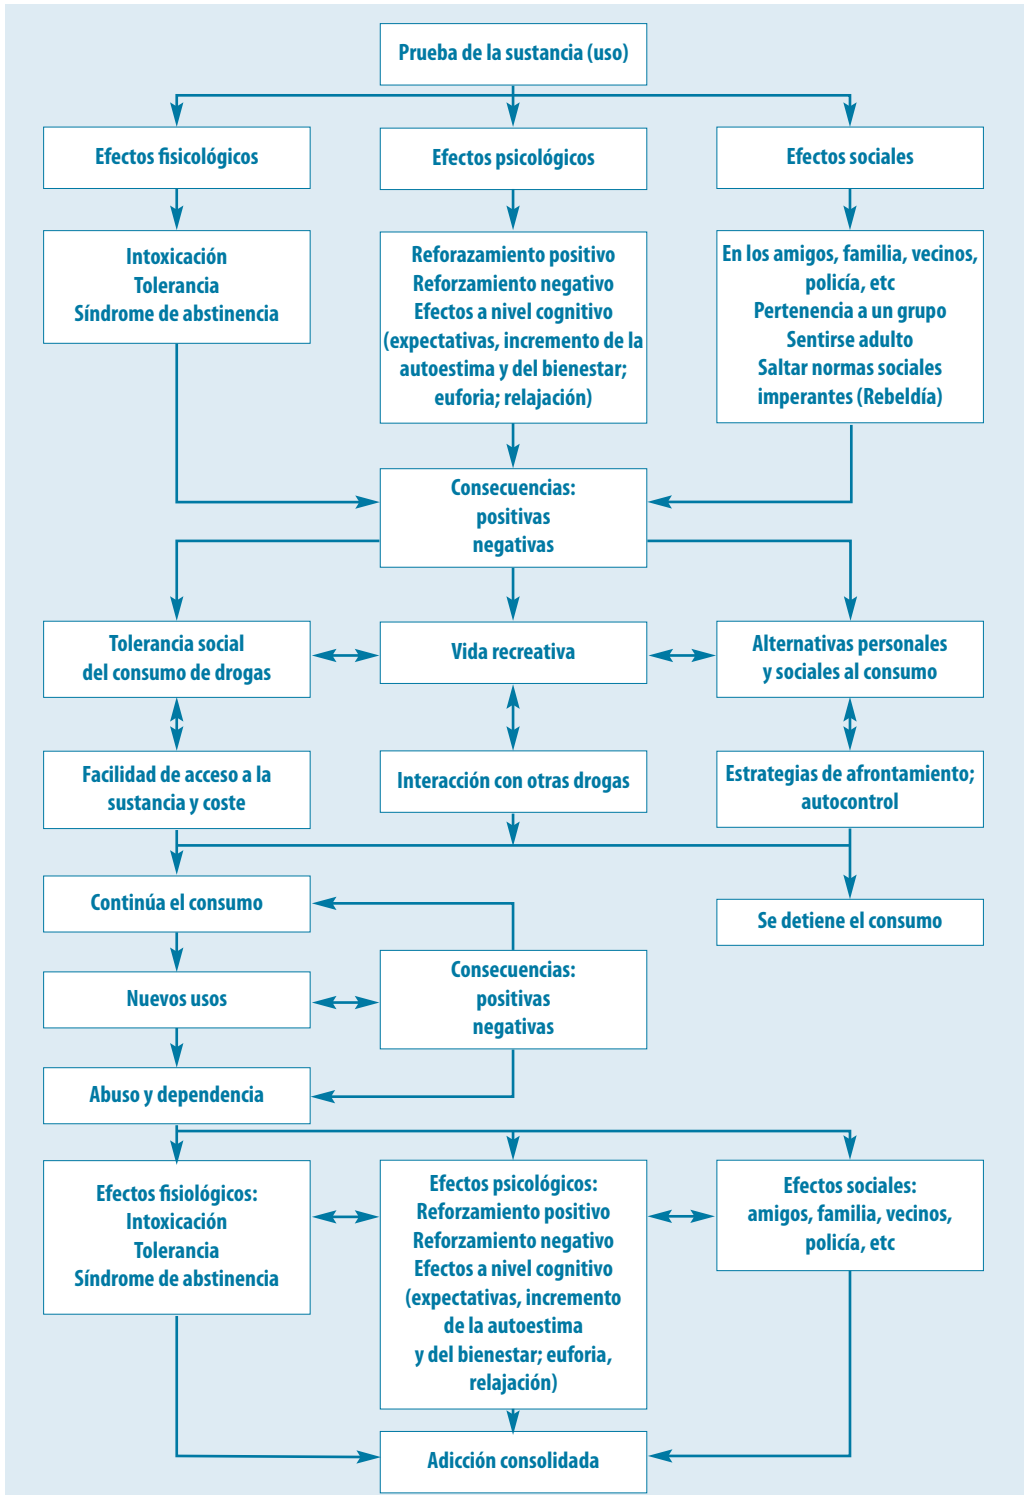 Prueba de la sustancia (uso)
Efectos fisicológicos
Efectos psicológicos
Efectos sociales
Intoxicación
Tolerancia
Síndrome de abstinencia
Reforazamiento positivo
Reforzamiento negativo
Efectos a nivel cognitivo
(expectativas, incremento de la
autoestima y del bienestar;
euforia; relajación)
En los amigos, familia, vecinos,
policía, etc
Pertenencia a un grupo
Sentirse adulto
Saltar normas sociales
imperantes (Rebeldía)
Consecuencias:
positivas
negativas
Tolerancia social
del consumo de drogas
Vida recreativa
Alternativas personales
y sociales al consumo
Facilidad de acceso a la
sustancia y coste
Interacción con otras drogas
Estrategias de afrontamiento;
autocontrol
Continúa el consumo
Se detiene el consumo
Nuevos usos
Consecuencias:
positivas
negativas
Abuso y dependencia
Efectos fisiológicos:
Intoxicación
Tolerancia
Síndrome de abstinencia
Efectos psicológicos:
Reforzamiento positivo
Reforzamiento negativo
Efectos a nivel cognitivo
(expectativas, incremento
de la autoestima
y del bienestar; euforia,
relajación)
Efectos sociales:
amigos, familia, vecinos,
policía, etc
Adicción consolidada